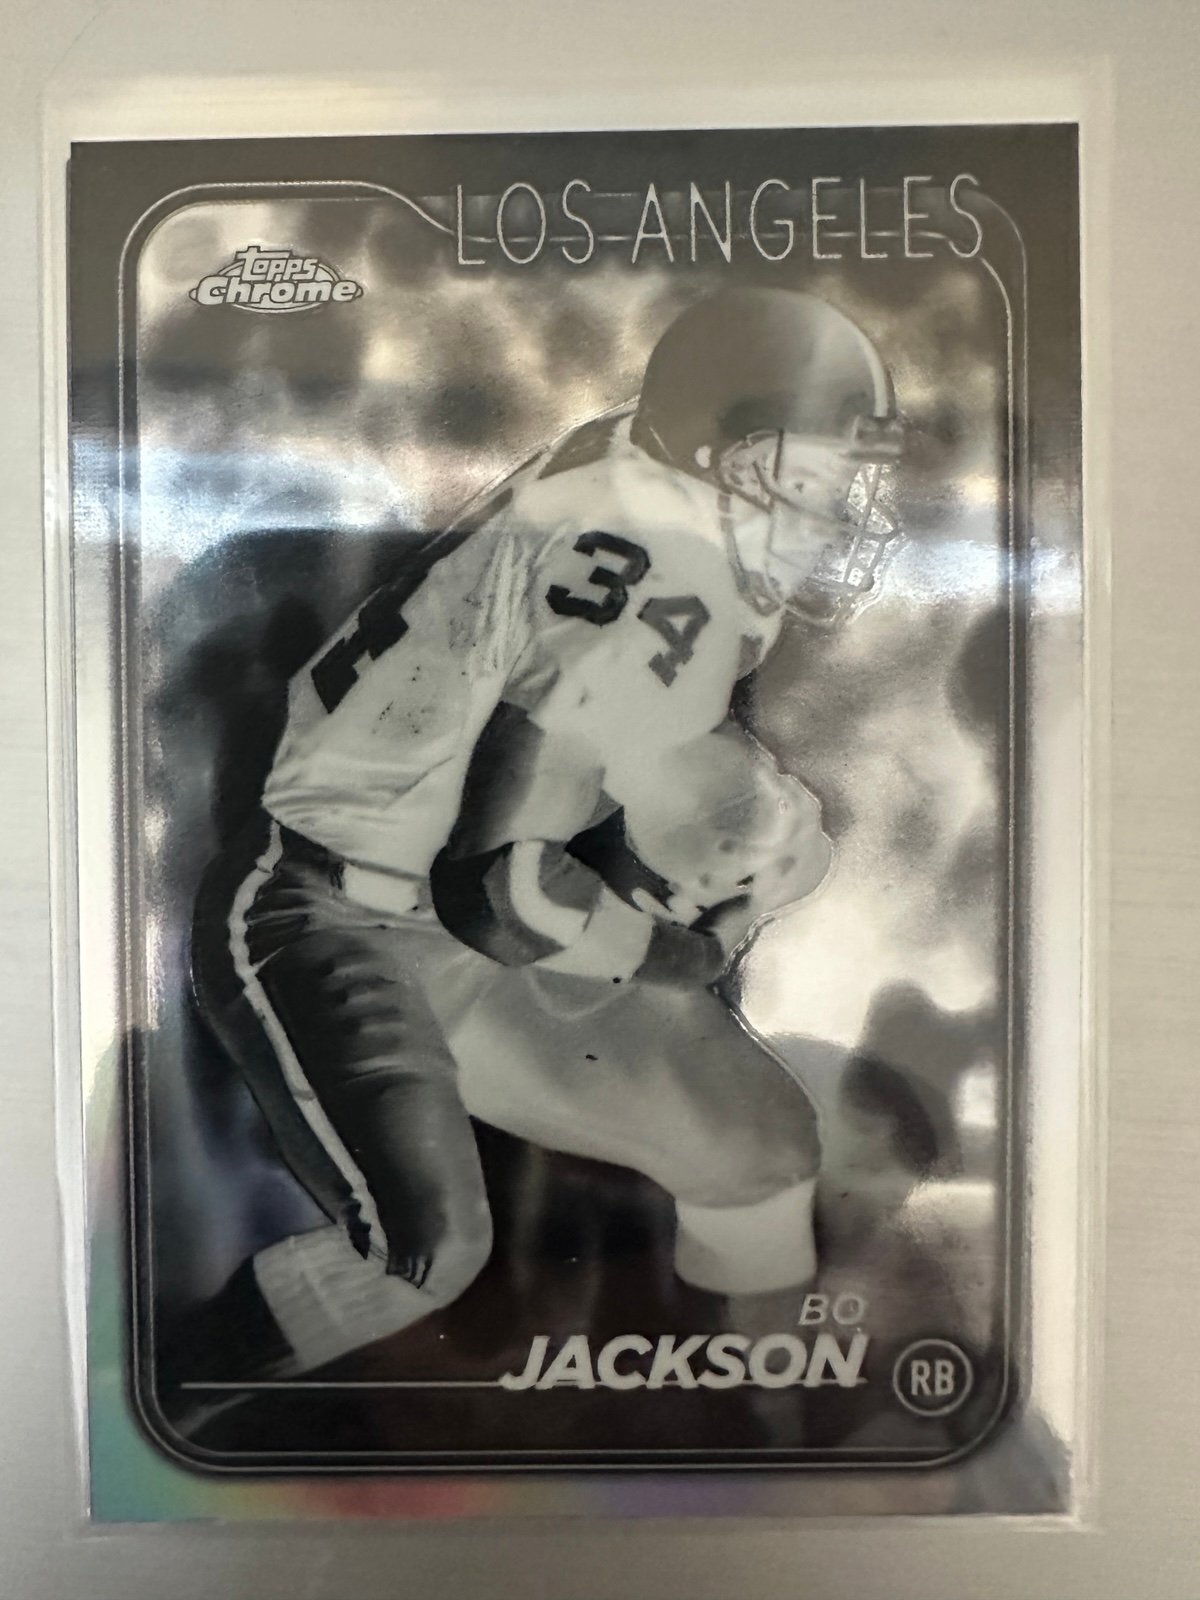 LOS ANGELES
topps
Chrome
34
BO
JACKSON
RB